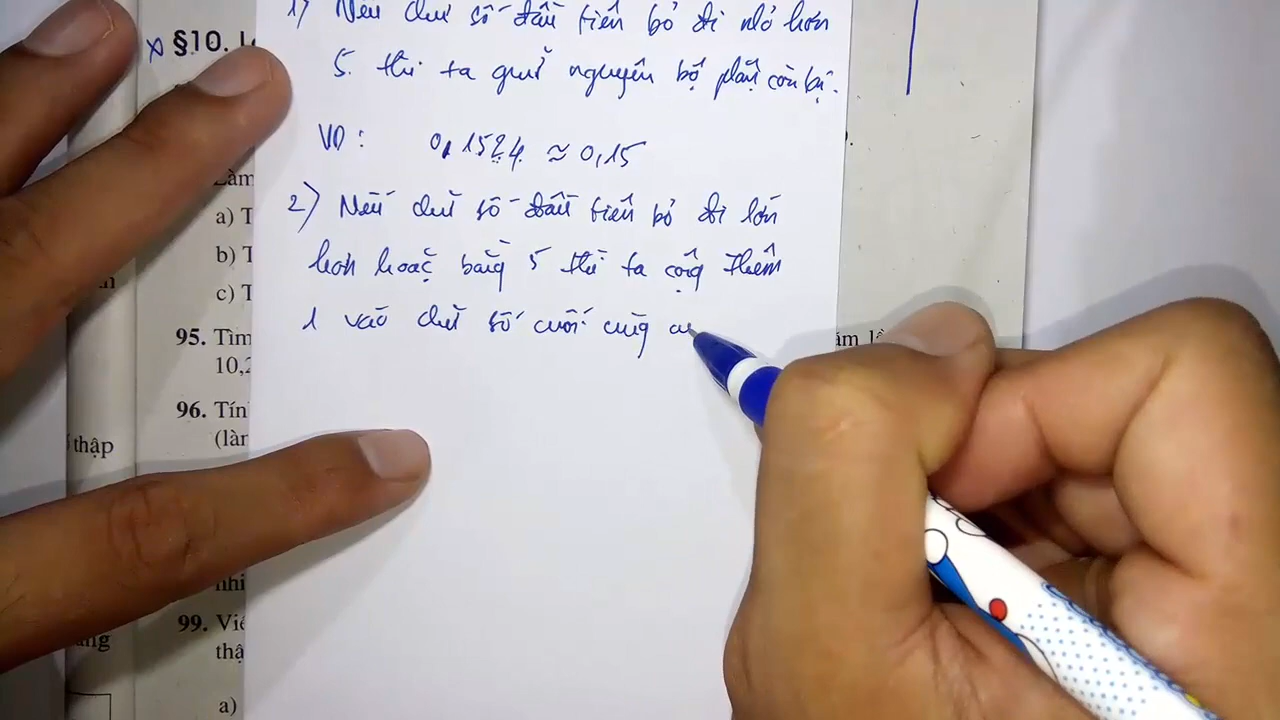 1) Nếu chữ số đầu tiên bỏ đi nhỏ hơn
5. thì ta giữ nguyên bộ phận còn lại.
VD : 0,1524 ≈ 0,15
2) Nếu chữ số đầu tiên bỏ đi lớn
hơn hoặc bằng 5 thì ta cộng thêm
1 vào chữ số cuối cùng
§10.
Làm
a) T
b) T
c) T
95. Tìm
10,2
96. Tín
(làr
thập
99. Viế
thậ
a)